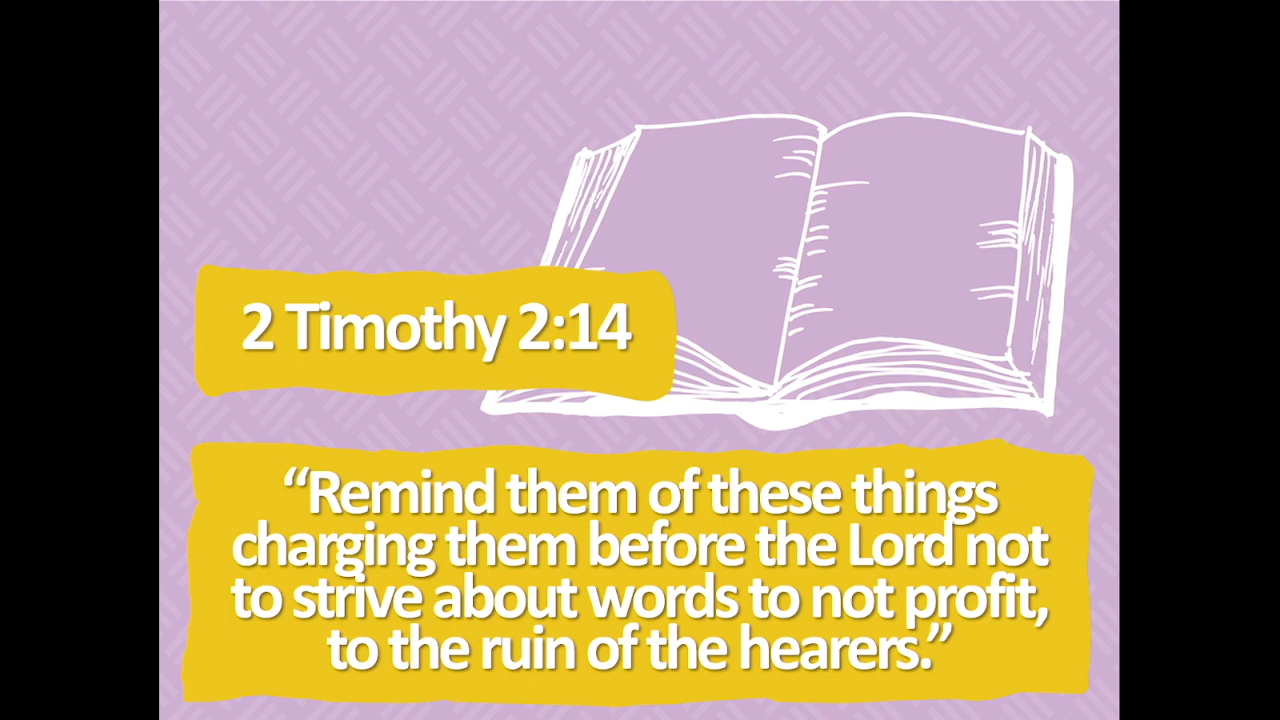 2 Timothy 2:14
“Remind them of these things
charging them before the Lord not
to strive about words to not profit,
to the ruin of the hearers.”